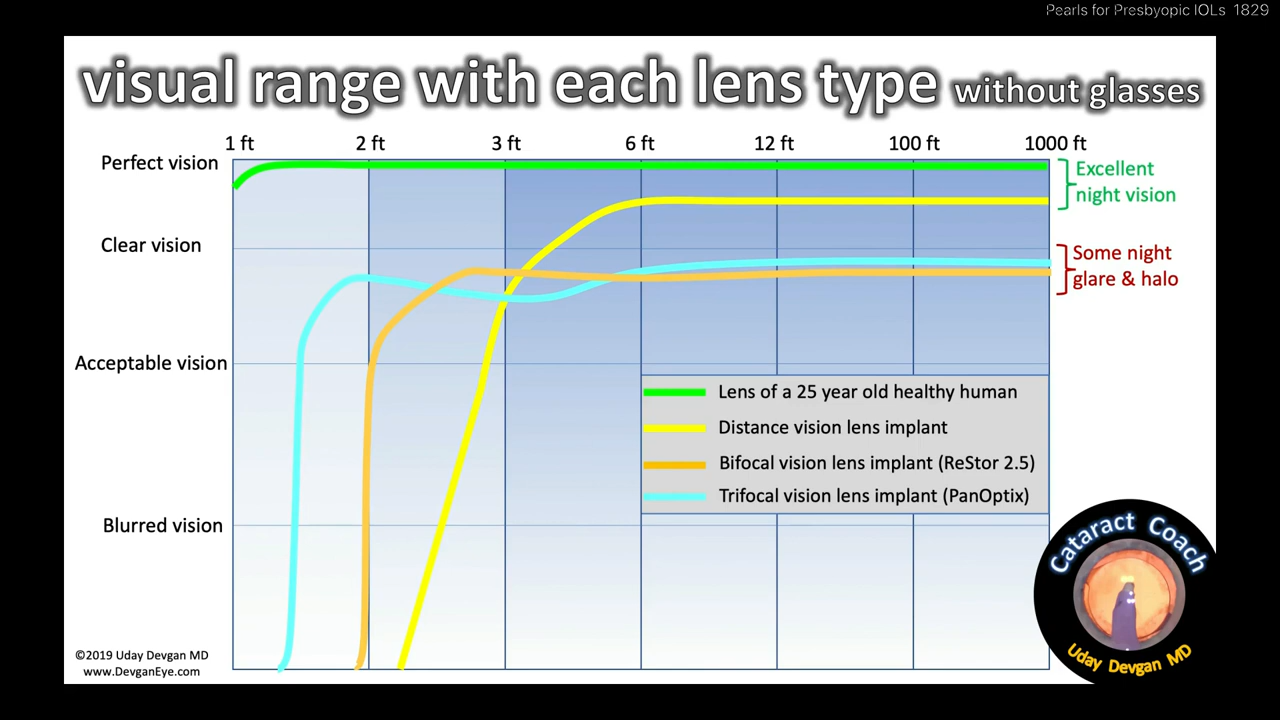 Pearls for Presbyopic IOLs 1829
visual range with each lens type without glasses
1 ft 2 ft 3 ft 6 ft 12 ft 100 ft 1000 ft
Perfect vision
Excellent
night vision
Clear vision
Some night
glare & halo
Acceptable vision
Lens of a 25 year old healthy human
Distance vision lens implant
Bifocal vision lens implant (ReStor 2.5)
Trifocal vision lens implant (PanOptix)
Blurred vision
Cataract Coach
Uday Devgan MD
©2019 Uday Devgan MD
www.DevganEye.com